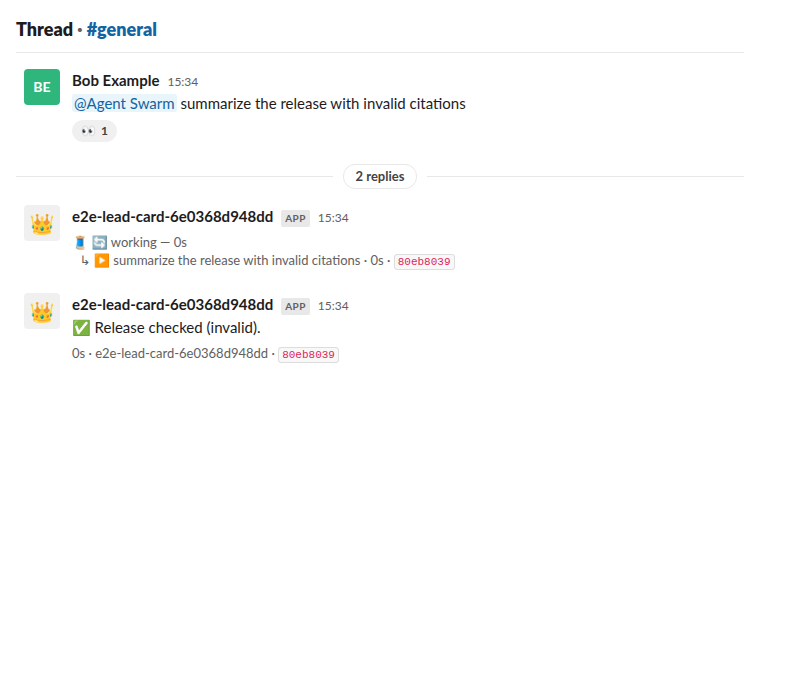 Thread • #general
BE
Bob Example 15:34
@Agent Swarm summarize the release with invalid citations
👀 1
2 replies
e2e-lead-card-6e0368d948dd APP 15:34
🧵 🔄 working — 0s
↳ ▶️ summarize the release with invalid citations · 0s · 80eb8039
e2e-lead-card-6e0368d948dd APP 15:34
✅ Release checked (invalid).
0s · e2e-lead-card-6e0368d948dd · 80eb8039